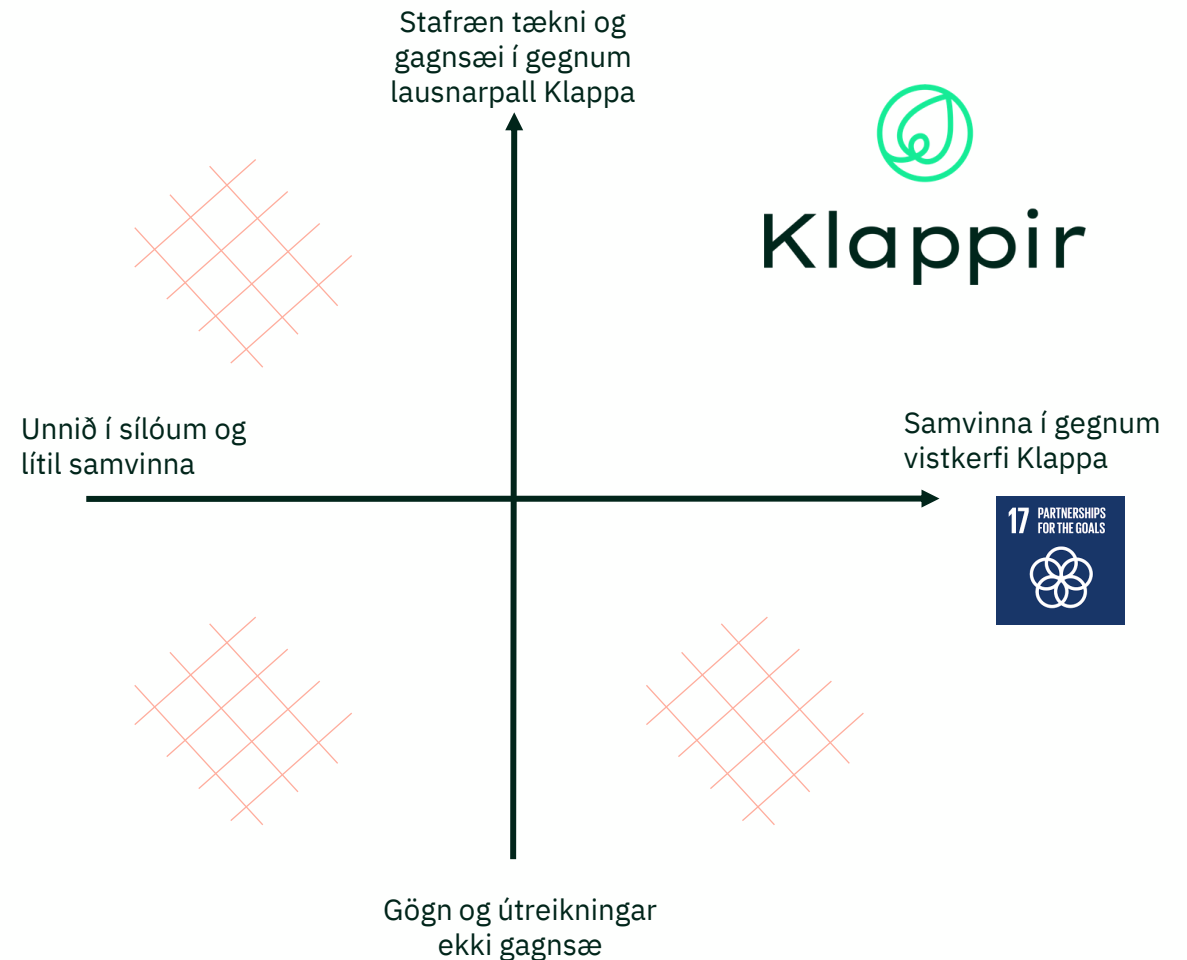 Stafræn tækni og
gagnsæi í gegnum
lausnarpall Klappa
Klappir
Unnið í sílóum og
lítil samvinna
Samvinna í gegnum
vistkerfi Klappa
17 PARTNERSHIPS
FOR THE GOALS
Gögn og útreikningar
ekki gagnsæ